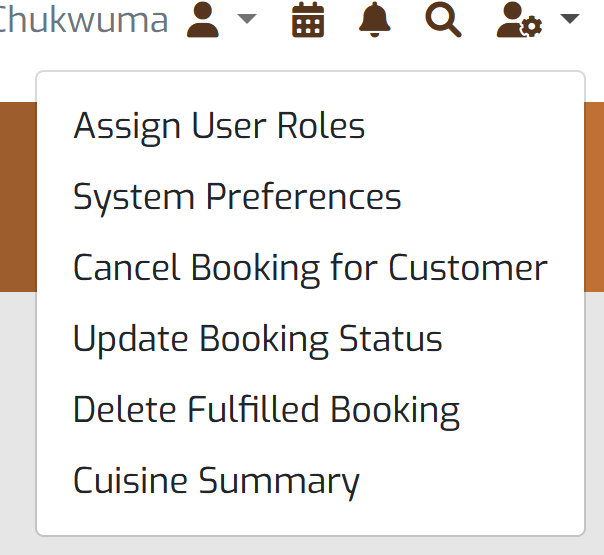 Chukwuma
Assign User Roles
System Preferences
Cancel Booking for Customer
Update Booking Status
Delete Fulfilled Booking
Cuisine Summary